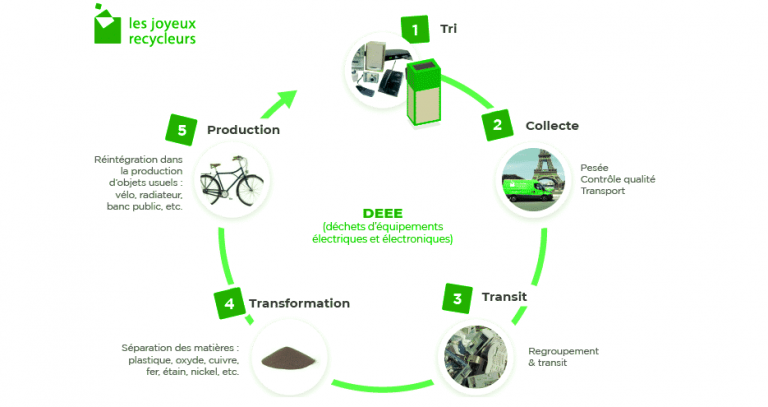 les joyeux
recycleurs
1 Tri
2 Collecte
Pesée
Contrôle qualité
Transport
3 Transit
Regroupement
& transit
4 Transformation
Séparation des matières :
plastique, oxyde, cuivre,
fer, étain, nickel, etc.
5 Production
Réintégration dans
la production
d'objets usuels :
vélo, radiateur,
banc public, etc.
DEEE
(déchets d'équipements
électriques et électroniques)